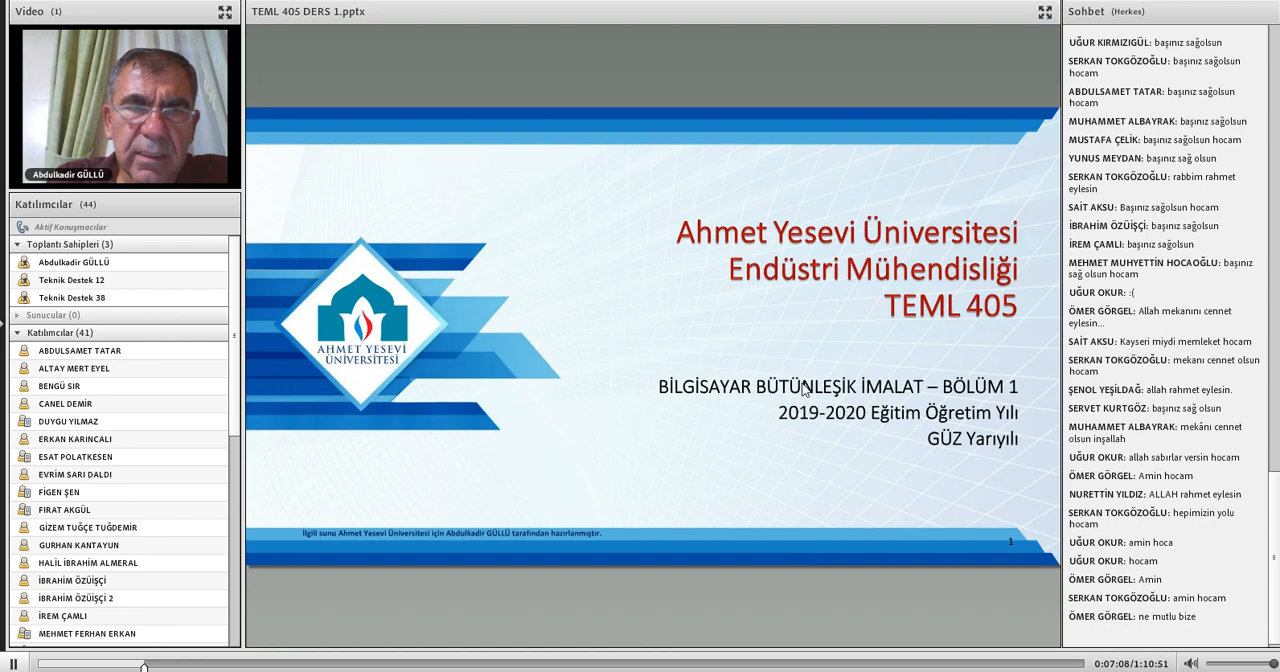 Video (1)
Abdulkadir GÜLLÜ
Katılımcılar (44)
Aktif Konuşmacılar
Toplantı Sahipleri (3)
Abdulkadir GÜLLÜ
Teknik Destek 12
Teknik Destek 38
Sunucular (0)
Katılımcılar (41)
ABDULSAMET TATAR
ALTAY MERT EYEL
BENGÜ SIR
CANEL DEMİR
DUYGU YILMAZ
ERKAN KARINCALI
ESAT POLATKESEN
EVRİM SARI DALDI
FİGEN ŞEN
FIRAT AKGÜL
GİZEM TUĞÇE TUĞDEMİR
GURHAN KANTAYUN
HALİL İBRAHİM ALMERAL
İBRAHİM ÖZÜİŞÇİ
İBRAHİM ÖZÜİŞÇİ 2
İREM ÇAMLI
MEHMET FERHAN ERKAN
TEML 405 DERS 1.pptx
AHMET YESEVİ
ÜNİVERSİTESİ
Ahmet Yesevi Üniversitesi
Endüstri Mühendisliği
TEML 405
BİLGİSAYAR BÜTÜNLEŞİK İMALAT – BÖLÜM 1
2019-2020 Eğitim Öğretim Yılı
GÜZ Yarıyılı
İlgili sunu Ahmet Yesevi Üniversitesi için Abdulkadir GÜLLÜ tarafından hazırlanmıştır.
1
Sohbet (Herkes)
UĞUR KIRMIZIGÜL: başınız sağolsun
SERKAN TOKGÖZOĞLU: başınız sağolsun
hocam
ABDULSAMET TATAR: başınız sağolsun
hocam
MUHAMMET ALBAYRAK: başınız sağolsun
MUSTAFA ÇELİK: başınız sağolsun hocam
YUNUS MEYDAN: başınız sağ olsun
SERKAN TOKGÖZOĞLU: rabbim rahmet
eylesin
SAİT AKSU: Başınız sağolsun hocam
İBRAHİM ÖZÜİŞÇİ: başınız sağolsun
İREM ÇAMLI: başınız sağolsun
MEHMET MUHYETTİN HOCAOĞLU: başınız
sağ olsun hocam
UĞUR OKUR: :(
ÖMER GÖRGEL: Allah mekanını cennet
eylesin...
SAİT AKSU: Kayseri miydi memleket hocam
SERKAN TOKGÖZOĞLU: mekanı cennet olsun
hocam
ŞENOL YEŞİLDAĞ: allah rahmet eylesin.
SERVET KURTGÖZ: başınız sağ olsun
MUHAMMET ALBAYRAK: mekânı cennet
olsun inşallah
UĞUR OKUR: allah sabırlar versin hocam
ÖMER GÖRGEL: Amin hocam
NURETTİN YILDIZ: ALLAH rahmet eylesin
SERKAN TOKGÖZOĞLU: hepimizin yolu
hocam
UĞUR OKUR: amin hoca
UĞUR OKUR: hocam
ÖMER GÖRGEL: Amin
SERKAN TOKGÖZOĞLU: amin hocam
ÖMER GÖRGEL: ne mutlu bize
0:07:08/1:10:51